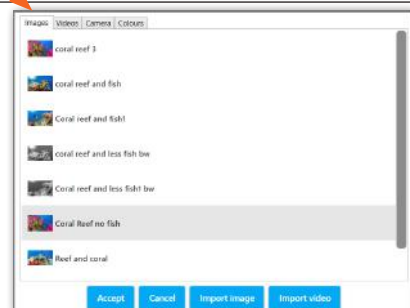 Images Videos Camera Colours
coral reef 3
coral reef and fish
Coral reef and fish!
coral reef and less fish bw
Coral reef and less fish! bw
Coral Reef no fish
Reef and coral
Accept Cancel Import image Import video